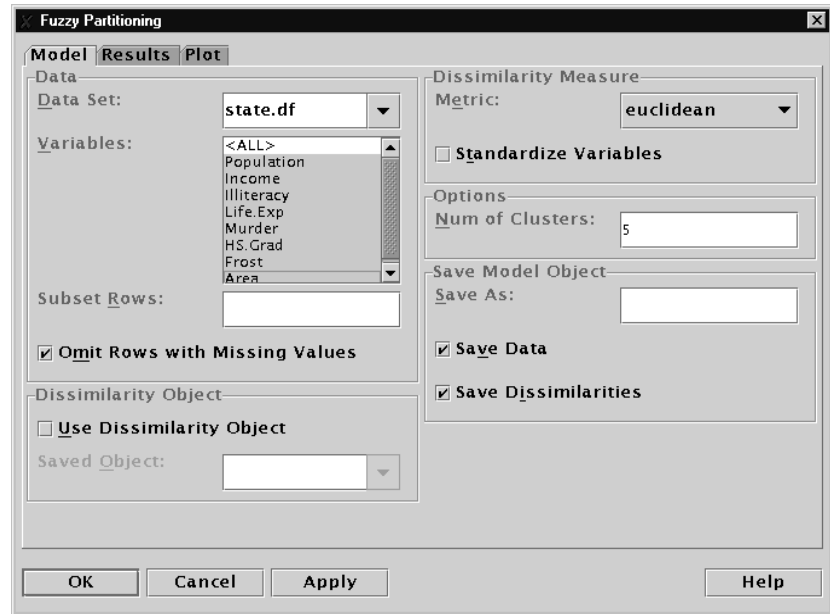 Fuzzy Partitioning
Model Results Plot
Data
Data Set:
state.df
Variables:
<ALL>
Population
Income
Illiteracy
Life.Exp
Murder
HS.Grad
Frost
Area
Subset Rows:
Omit Rows with Missing Values
Dissimilarity Object
Use Dissimilarity Object
Saved Object:
Dissimilarity Measure
Metric:
euclidean
Standardize Variables
Options
Num of Clusters:
5
Save Model Object
Save As:
Save Data
Save Dissimilarities
OK Cancel Apply Help